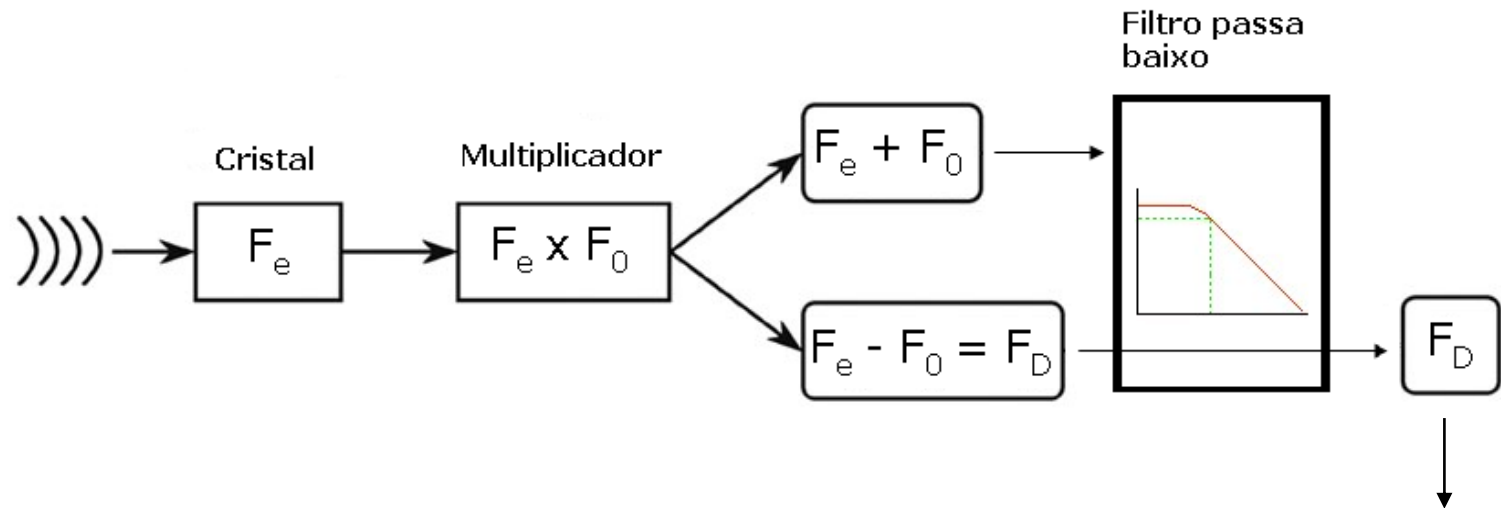 Filtro passa
baixo
Cristal
Multiplicador
Fe + F0
Fe
Fe x F0
Fe - F0 = FD
FD